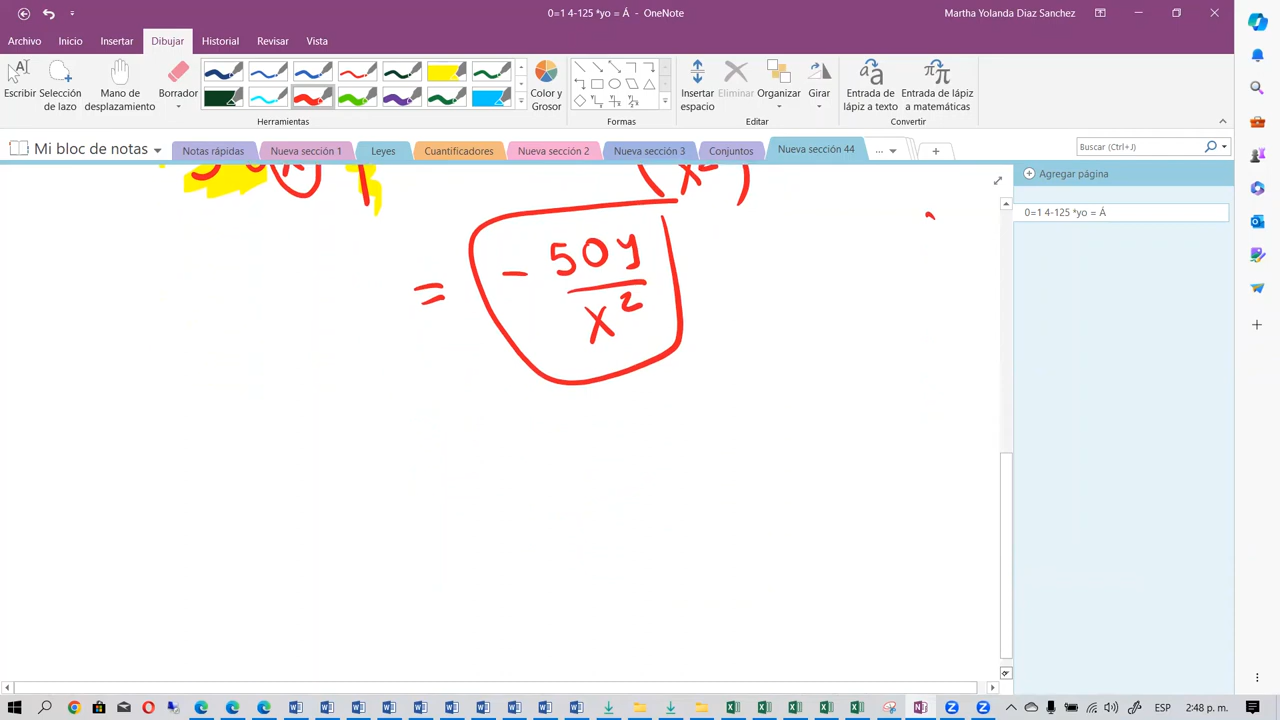 0=1 4-125 *yo = Á - OneNote
Martha Yolanda Diaz Sanchez
Archivo Inicio Insertar Dibujar Historial Revisar Vista
Escribir
Selección de lazo
Mano de desplazamiento
Borrador
Color y Grosor
Insertar espacio
Eliminar
Organizar
Girar
Entrada de lápiz a texto
Entrada de lápiz a matemáticas
Herramientas
Formas
Editar
Convertir
Mi bloc de notas
Notas rápidas
Nueva sección 1
Leyes
Cuantificadores
Nueva sección 2
Nueva sección 3
Conjuntos
Nueva sección 44
...
Buscar (Ctrl+J)
Agregar página
0=1 4-125 *yo = Á
(x²)
= - 50y
x²
ESP
2:48 p. m.